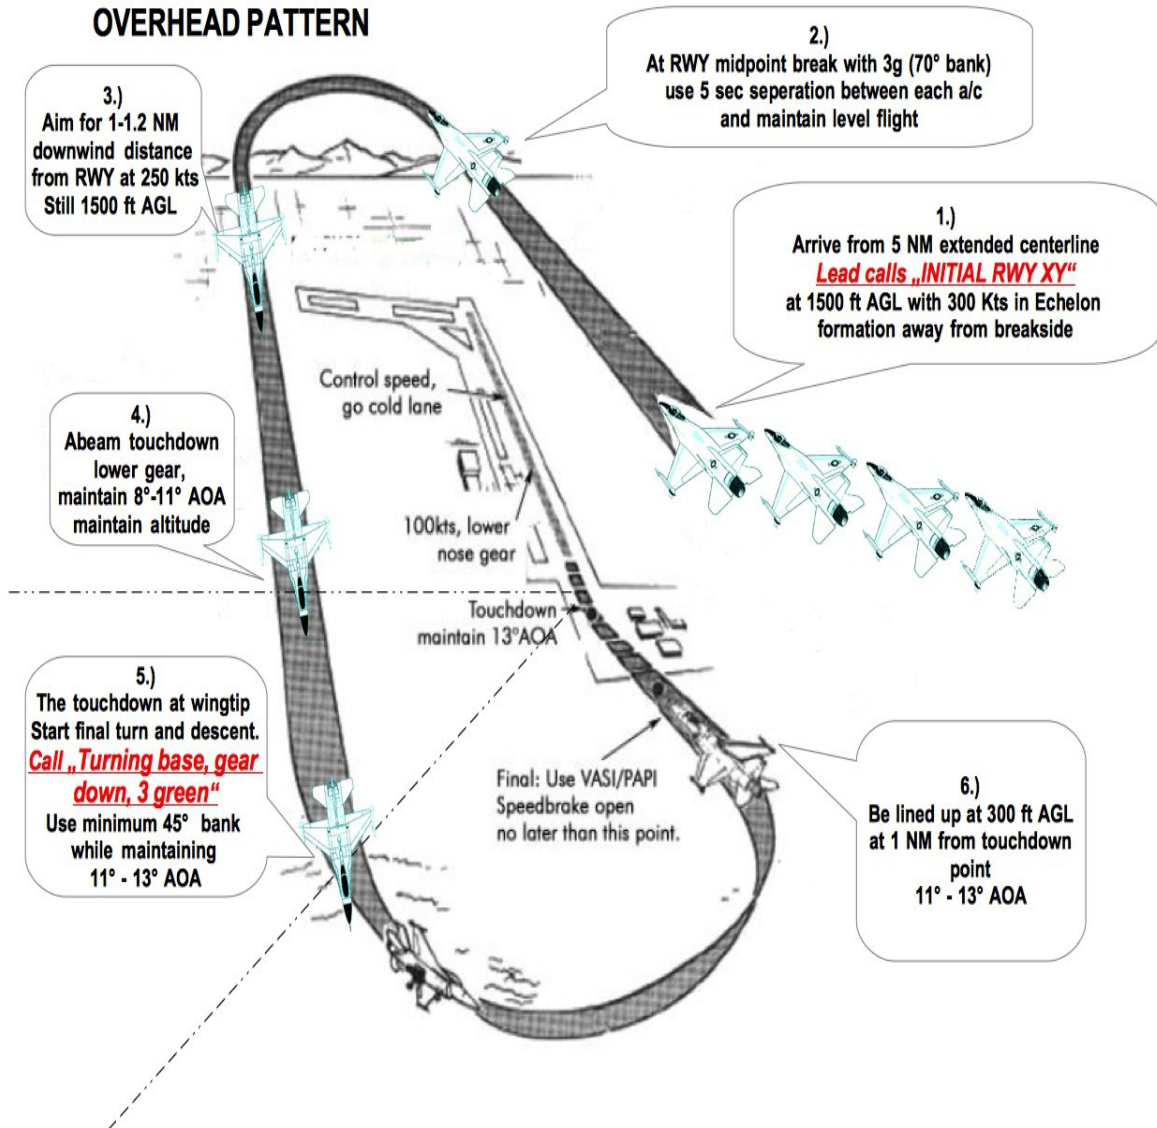 OVERHEAD PATTERN
2.)
At RWY midpoint break with 3g (70° bank)
use 5 sec seperation between each a/c
and maintain level flight
3.)
Aim for 1-1.2 NM
downwind distance
from RWY at 250 kts
Still 1500 ft AGL
1.)
Arrive from 5 NM extended centerline
Lead calls „INITIAL RWY XY“
at 1500 ft AGL with 300 Kts in Echelon
formation away from breakside
Control speed,
go cold lane
4.)
Abeam touchdown
lower gear,
maintain 8°-11° AOA
maintain altitude
100kts, lower
nose gear
Touchdown
maintain 13°AOA
5.)
The touchdown at wingtip
Start final turn and descent.
Call „Turning base, gear
down, 3 green“
Use minimum 45° bank
while maintaining
11° - 13° AOA
Final: Use VASI/PAPI
Speedbrake open
no later than this point.
6.)
Be lined up at 300 ft AGL
at 1 NM from touchdown
point
11° - 13° AOA